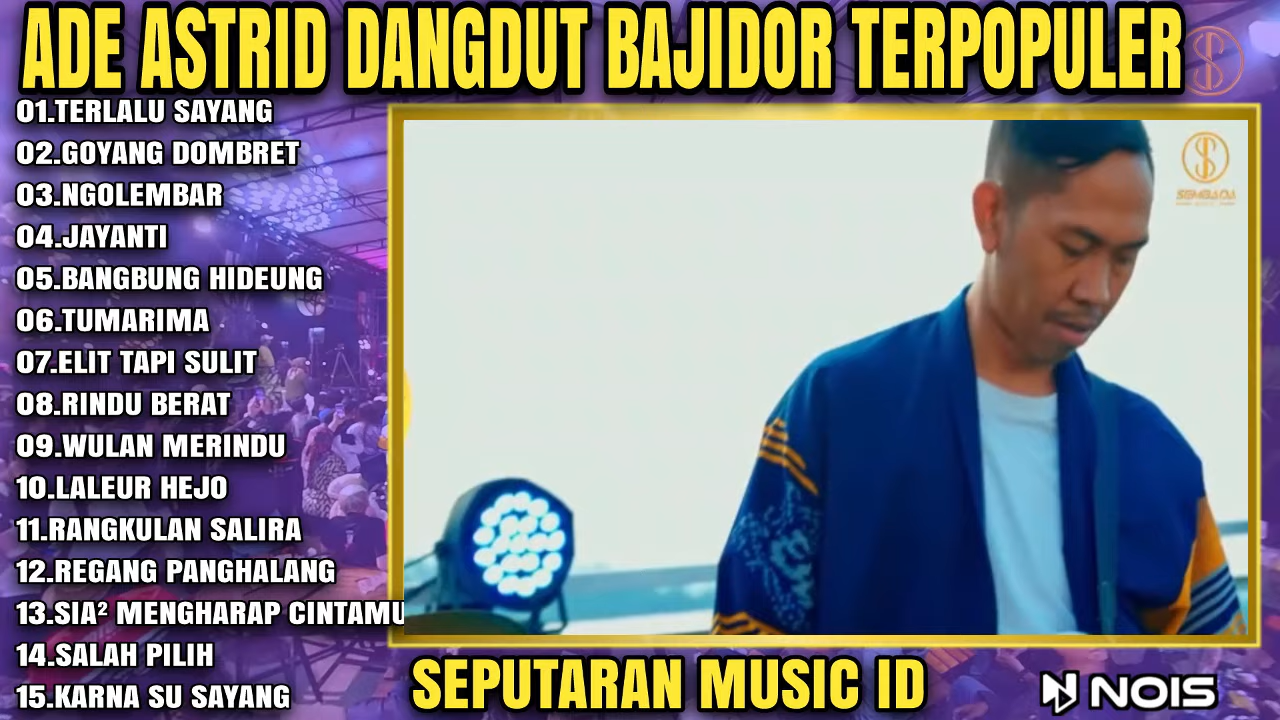 ADE ASTRID DANGDUT BAJIDOR TERPOPULER
01.TERLALU SAYANG
02.GOYANG DOMBRET
03.NGOLEMBAR
04.JAYANTI
05.BANGBUNG HIDEUNG
06.TUMARIMA
07.ELIT TAPI SULIT
08.RINDU BERAT
09.WULAN MERINDU
10.LALEUR HEJO
11.RANGKULAN SALIRA
12.REGANG PANGHALANG
13.SIA² MENGHARAP CINTAMU
14.SALAH PILIH
15.KARNA SU SAYANG
SEMBADA
SEPUTARAN MUSIC ID
NOIS